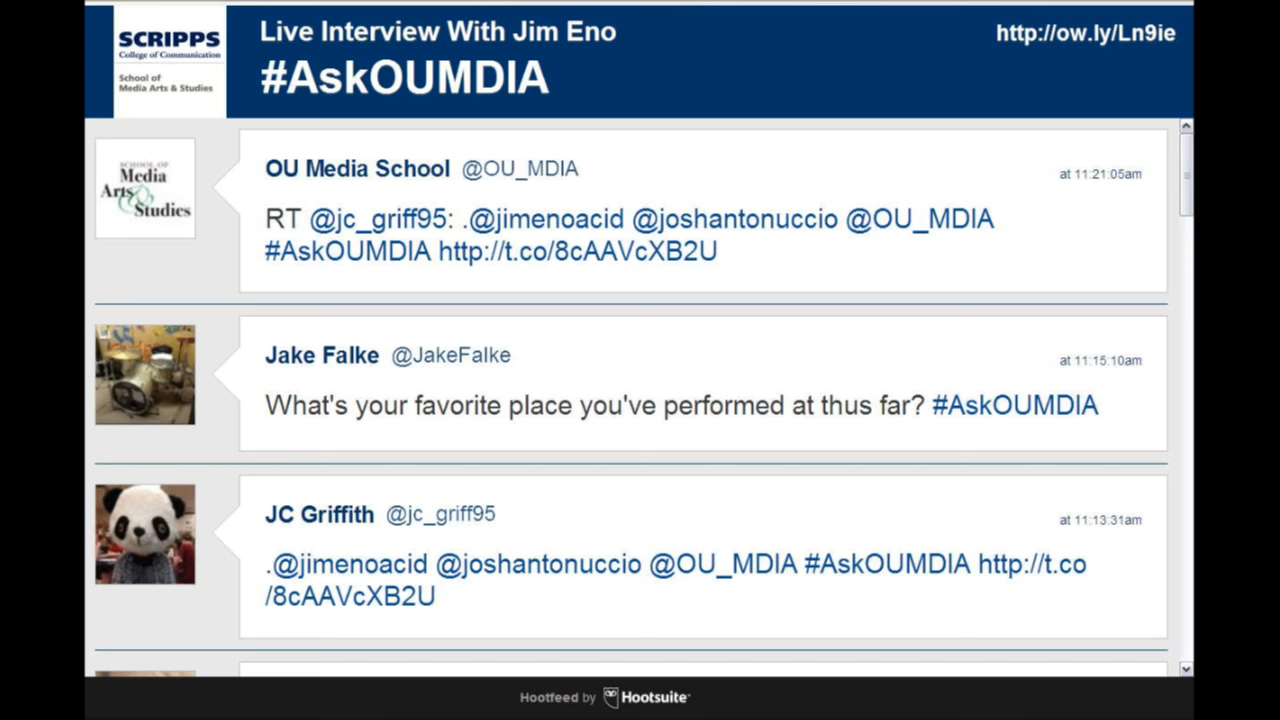 SCRIPPS
College of Communication
School of
Media Arts & Studies
Live Interview With Jim Eno
#AskOUMDIA
http://ow.ly/Ln9ie
SCHOOL OF
Media
Arts &
Studies
OU Media School @OU_MDIA
at 11:21:05am
RT @jc_griff95: .@jimenoacid @joshantonuccio @OU_MDIA
#AskOUMDIA http://t.co/8cAAVcXB2U
Jake Falke @JakeFalke
at 11:15:10am
What's your favorite place you've performed at thus far? #AskOUMDIA
JC Griffith @jc_griff95
at 11:13:31am
.@jimenoacid @joshantonuccio @OU_MDIA #AskOUMDIA http://t.co
/8cAAVcXB2U
Hootfeed by Hootsuite